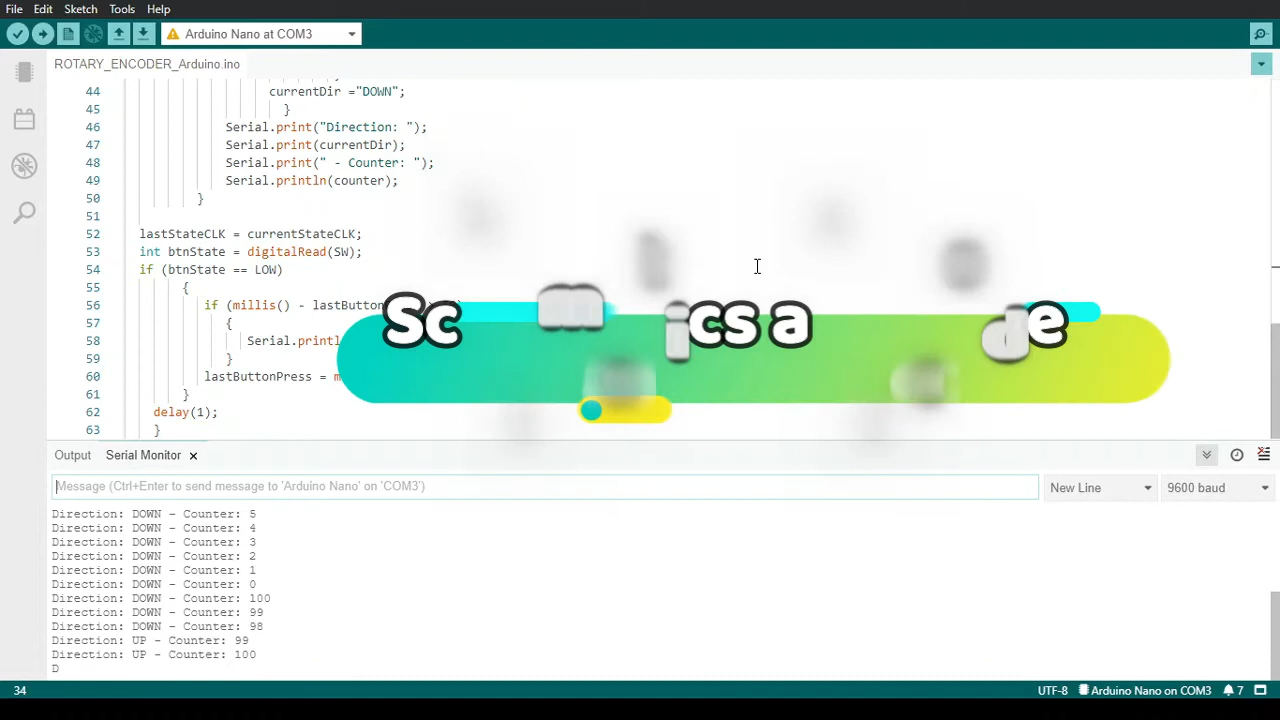 File Edit Sketch Tools Help
Arduino Nano at COM3
ROTARY_ENCODER_Arduino.ino
44 currentDir ="DOWN";
45 }
46 Serial.print("Direction: ");
47 Serial.print(currentDir);
48 Serial.print(" - Counter: ");
49 Serial.println(counter);
50 }
51
52 lastStateCLK = currentStateCLK;
53 int btnState = digitalRead(SW);
54 if (btnState == LOW)
55 {
56 if (millis() - lastButton
57 {
58 Serial.printl
59 }
60 lastButtonPress = m
61 }
62 delay(1);
63 }
Output Serial Monitor
Message (Ctrl+Enter to send message to 'Arduino Nano' on 'COM3')
New Line 9600 baud
Direction: DOWN - Counter: 5
Direction: DOWN - Counter: 4
Direction: DOWN - Counter: 3
Direction: DOWN - Counter: 2
Direction: DOWN - Counter: 1
Direction: DOWN - Counter: 0
Direction: DOWN - Counter: 100
Direction: DOWN - Counter: 99
Direction: DOWN - Counter: 98
Direction: UP - Counter: 99
Direction: UP - Counter: 100
D
34 UTF-8 Arduino Nano on COM3 7